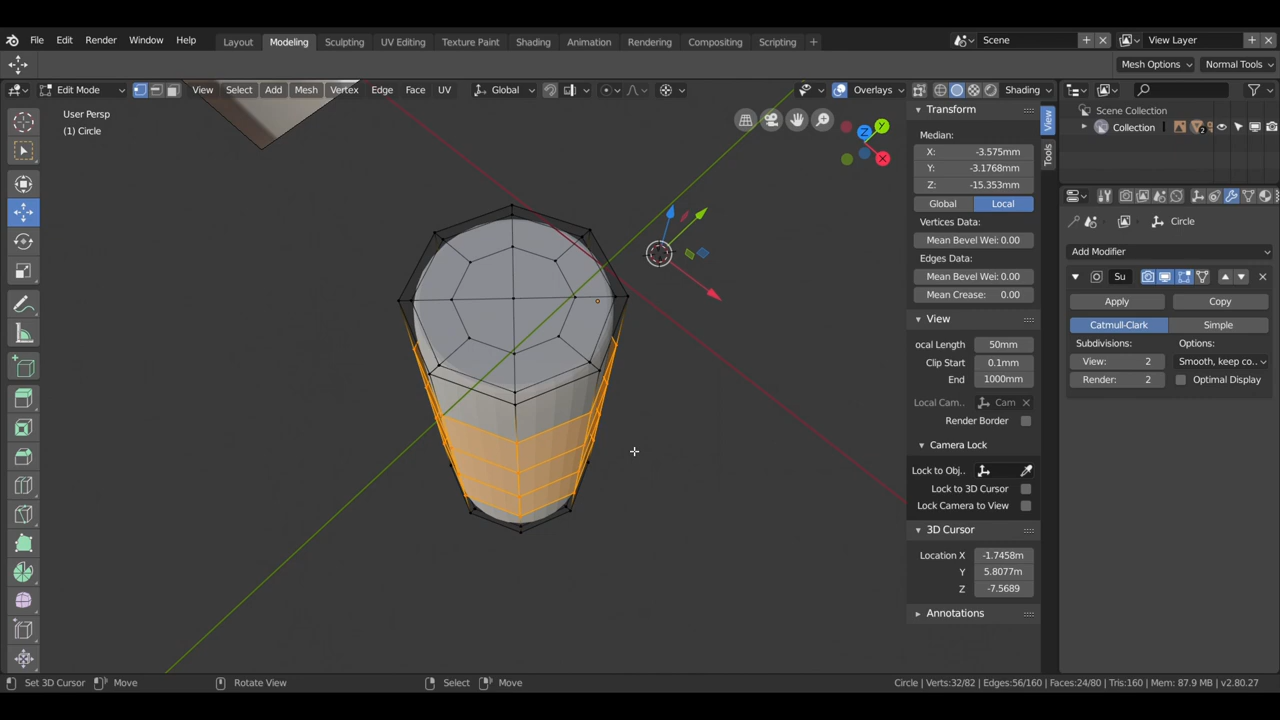 File Edit Render Window Help Layout Modeling Sculpting UV Editing Texture Paint Shading Animation Rendering Compositing Scripting + Scene View Layer
Mesh Options Normal Tools
Edit Mode View Select Add Mesh Vertex Edge Face UV Global Overlays Shading
User Persp
(1) Circle
Z Y X
Transform
Median:
X: -3.575mm
Y: -3.1768mm
Z: -15.353mm
Global Local
Vertices Data:
Mean Bevel Wei: 0.00
Edges Data:
Mean Bevel Wei: 0.00
Mean Crease: 0.00
View
ocal Length 50mm
Clip Start 0.1mm
End 1000mm
Local Cam.. Cam
Render Border
Camera Lock
Lock to Obj..
Lock to 3D Cursor
Lock Camera to View
3D Cursor
Location X -1.7458m
Y 5.8077m
Z -7.5689
Annotations
View
Tools
Scene Collection
Collection
Circle
Add Modifier
Su
Apply Copy
Catmull-Clark Simple
Subdivisions: Options:
View: 2 Smooth, keep co..
Render: 2 Optimal Display
Set 3D Cursor Move Rotate View Select Move Circle | Verts:32/82 | Edges:56/160 | Faces:24/80 | Tris:160 | Mem: 87.9 MB | v2.80.27